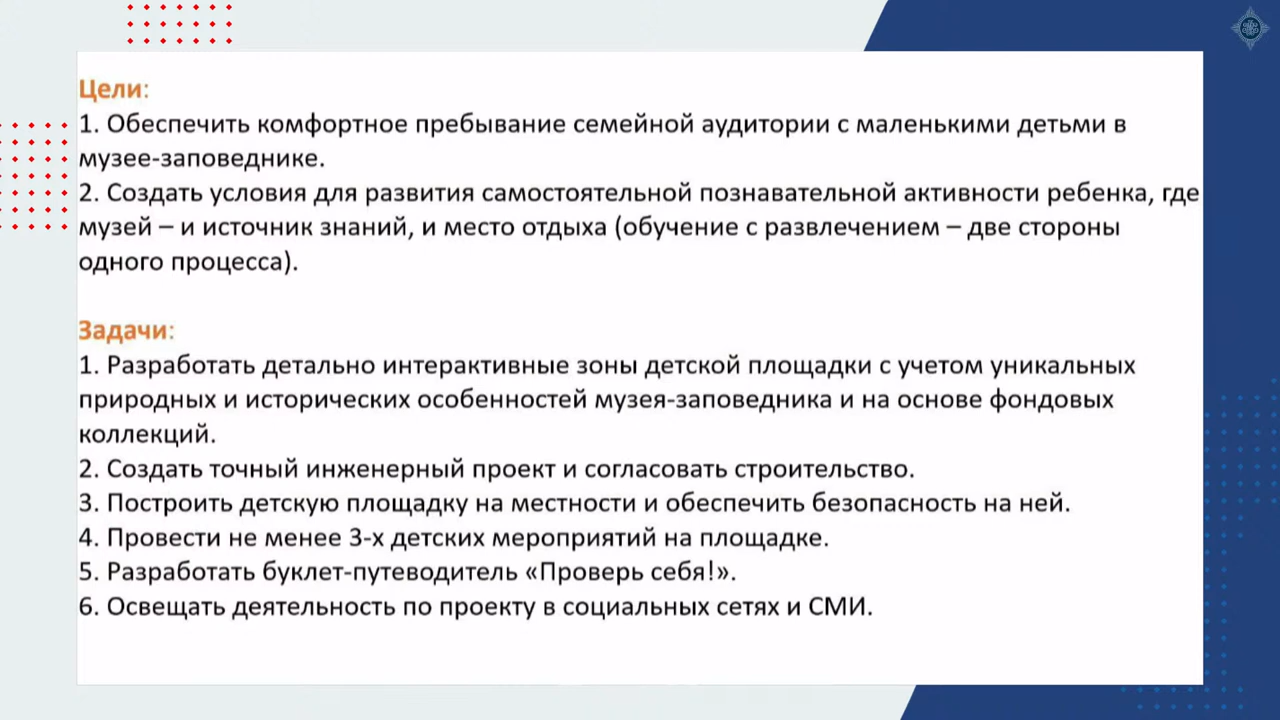 Цели:
1. Обеспечить комфортное пребывание семейной аудитории с маленькими детьми в
музее-заповеднике.
2. Создать условия для развития самостоятельной познавательной активности ребенка, где
музей – и источник знаний, и место отдыха (обучение с развлечением – две стороны
одного процесса).
Задачи:
1. Разработать детально интерактивные зоны детской площадки с учетом уникальных
природных и исторических особенностей музея-заповедника и на основе фондовых
коллекций.
2. Создать точный инженерный проект и согласовать строительство.
3. Построить детскую площадку на местности и обеспечить безопасность на ней.
4. Провести не менее 3-х детских мероприятий на площадке.
5. Разработать буклет-путеводитель «Проверь себя!».
6. Освещать деятельность по проекту в социальных сетях и СМИ.